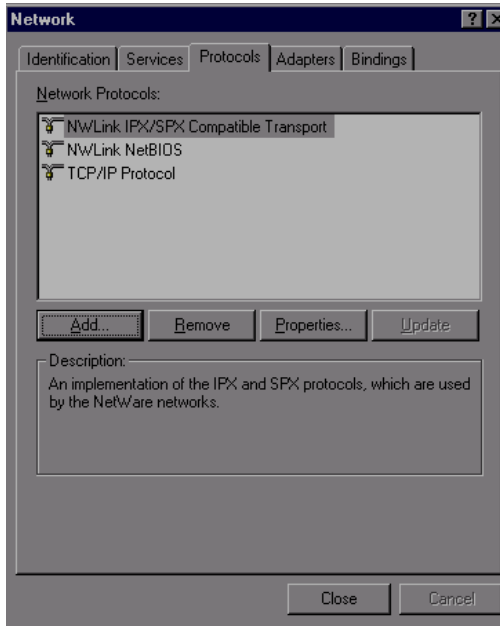 Network
Identification
Services
Protocols
Adapters
Bindings
Network Protocols:
NWLink IPX/SPX Compatible Transport
NWLink NetBIOS
TCP/IP Protocol
Add...
Remove
Properties...
Update
Description:
An implementation of the IPX and SPX protocols, which are used
by the NetWare networks.
Close
Cancel